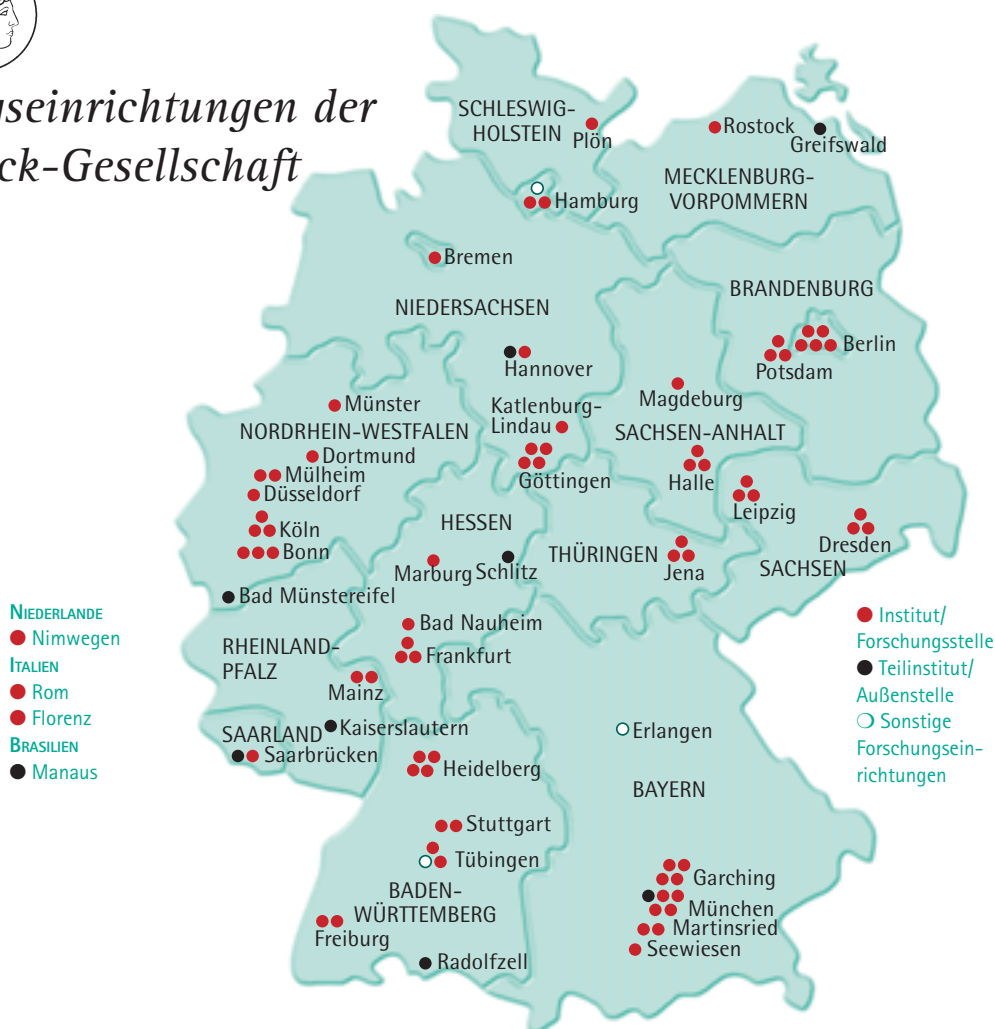 gseinrichtungen der
ck-Gesellschaft
SCHLESWIG-
HOLSTEIN
Plön
Rostock
Greifswald
MECKLENBURG-
VORPOMMERN
Hamburg
Bremen
NIEDERSACHSEN
BRANDENBURG
Berlin
Potsdam
Hannover
Magdeburg
Münster
Katlenburg-
Lindau
NORDRHEIN-WESTFALEN
SACHSEN-ANHALT
Dortmund
Mülheim
Göttingen
Halle
Düsseldorf
Leipzig
Köln
HESSEN
Dresden
Bonn
THÜRINGEN
Marburg
Schlitz
Jena
SACHSEN
Bad Münstereifel
Bad Nauheim
RHEINLAND-
PFALZ
Frankfurt
Mainz
SAARLAND
Kaiserslautern
Saarbrücken
Erlangen
Heidelberg
BAYERN
Stuttgart
Tübingen
BADEN-
WÜRTTEMBERG
Garching
München
Martinsried
Freiburg
Seewiesen
Radolfzell
NIEDERLANDE
Nimwegen
ITALIEN
Rom
Florenz
BRASILIEN
Manaus
Institut/
Forschungsstelle
Teilinstitut/
Außenstelle
Sonstige
Forschungsein-
richtungen